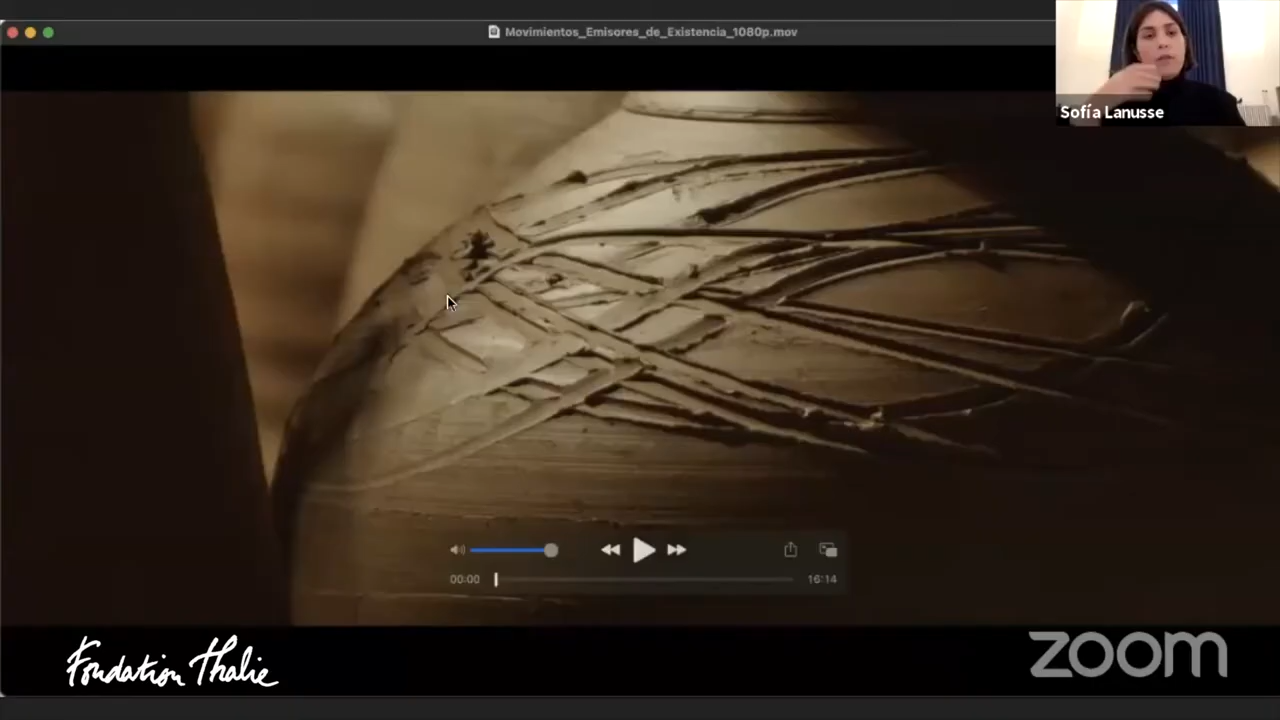 Movimientos_Emisores_de_Existencia_1080p.mov
Sofía Lanusse
00:00
16:14
Fondation Thalie
zoom